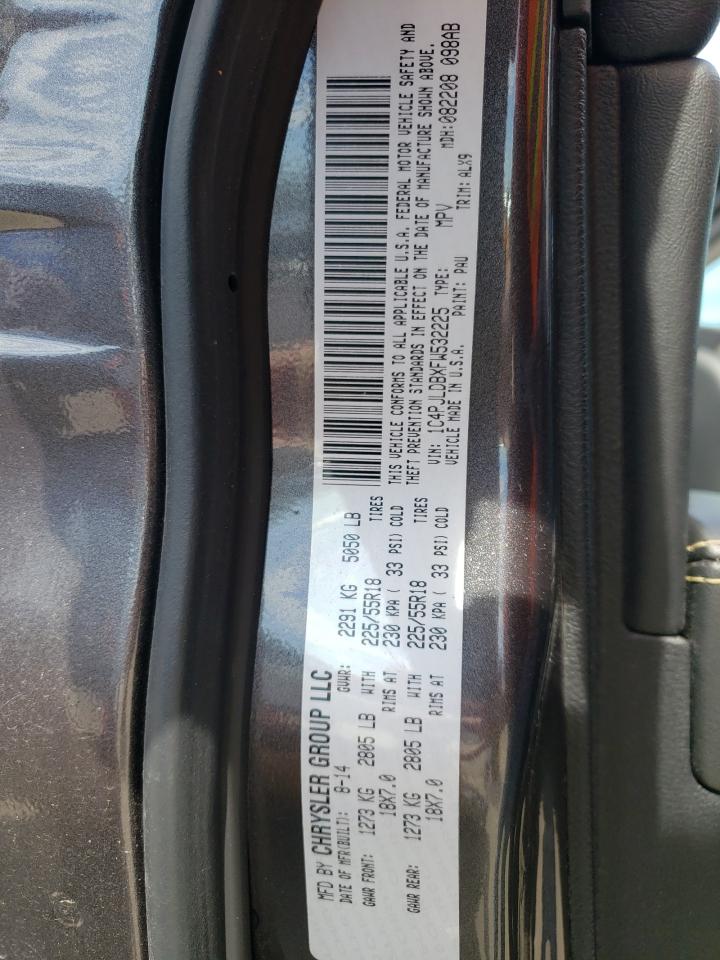 MFD BY CHRYSLER GROUP LLC
DATE OF MFR(BUILT): 8-14 GVWR: 2291 KG 5050 LB
GAWR FRONT: 1273 KG 2805 LB WITH 225/55R18 TIRES
18X7.0 RIMS AT 230 KPA ( 33 PSI) COLD
GAWR REAR: 1273 KG 2805 LB WITH 225/55R18 TIRES
18X7.0 RIMS AT 230 KPA ( 33 PSI) COLD
THIS VEHICLE CONFORMS TO ALL APPLICABLE U.S.A. FEDERAL MOTOR VEHICLE SAFETY AND
THEFT PREVENTION STANDARDS IN EFFECT ON THE DATE OF MANUFACTURE SHOWN ABOVE.
VIN: 1C4PJLDBXFW532225 TYPE: MPV MDH:082208 098AB
VEHICLE MADE IN U.S.A. PAINT: PAU TRIM: ALX9